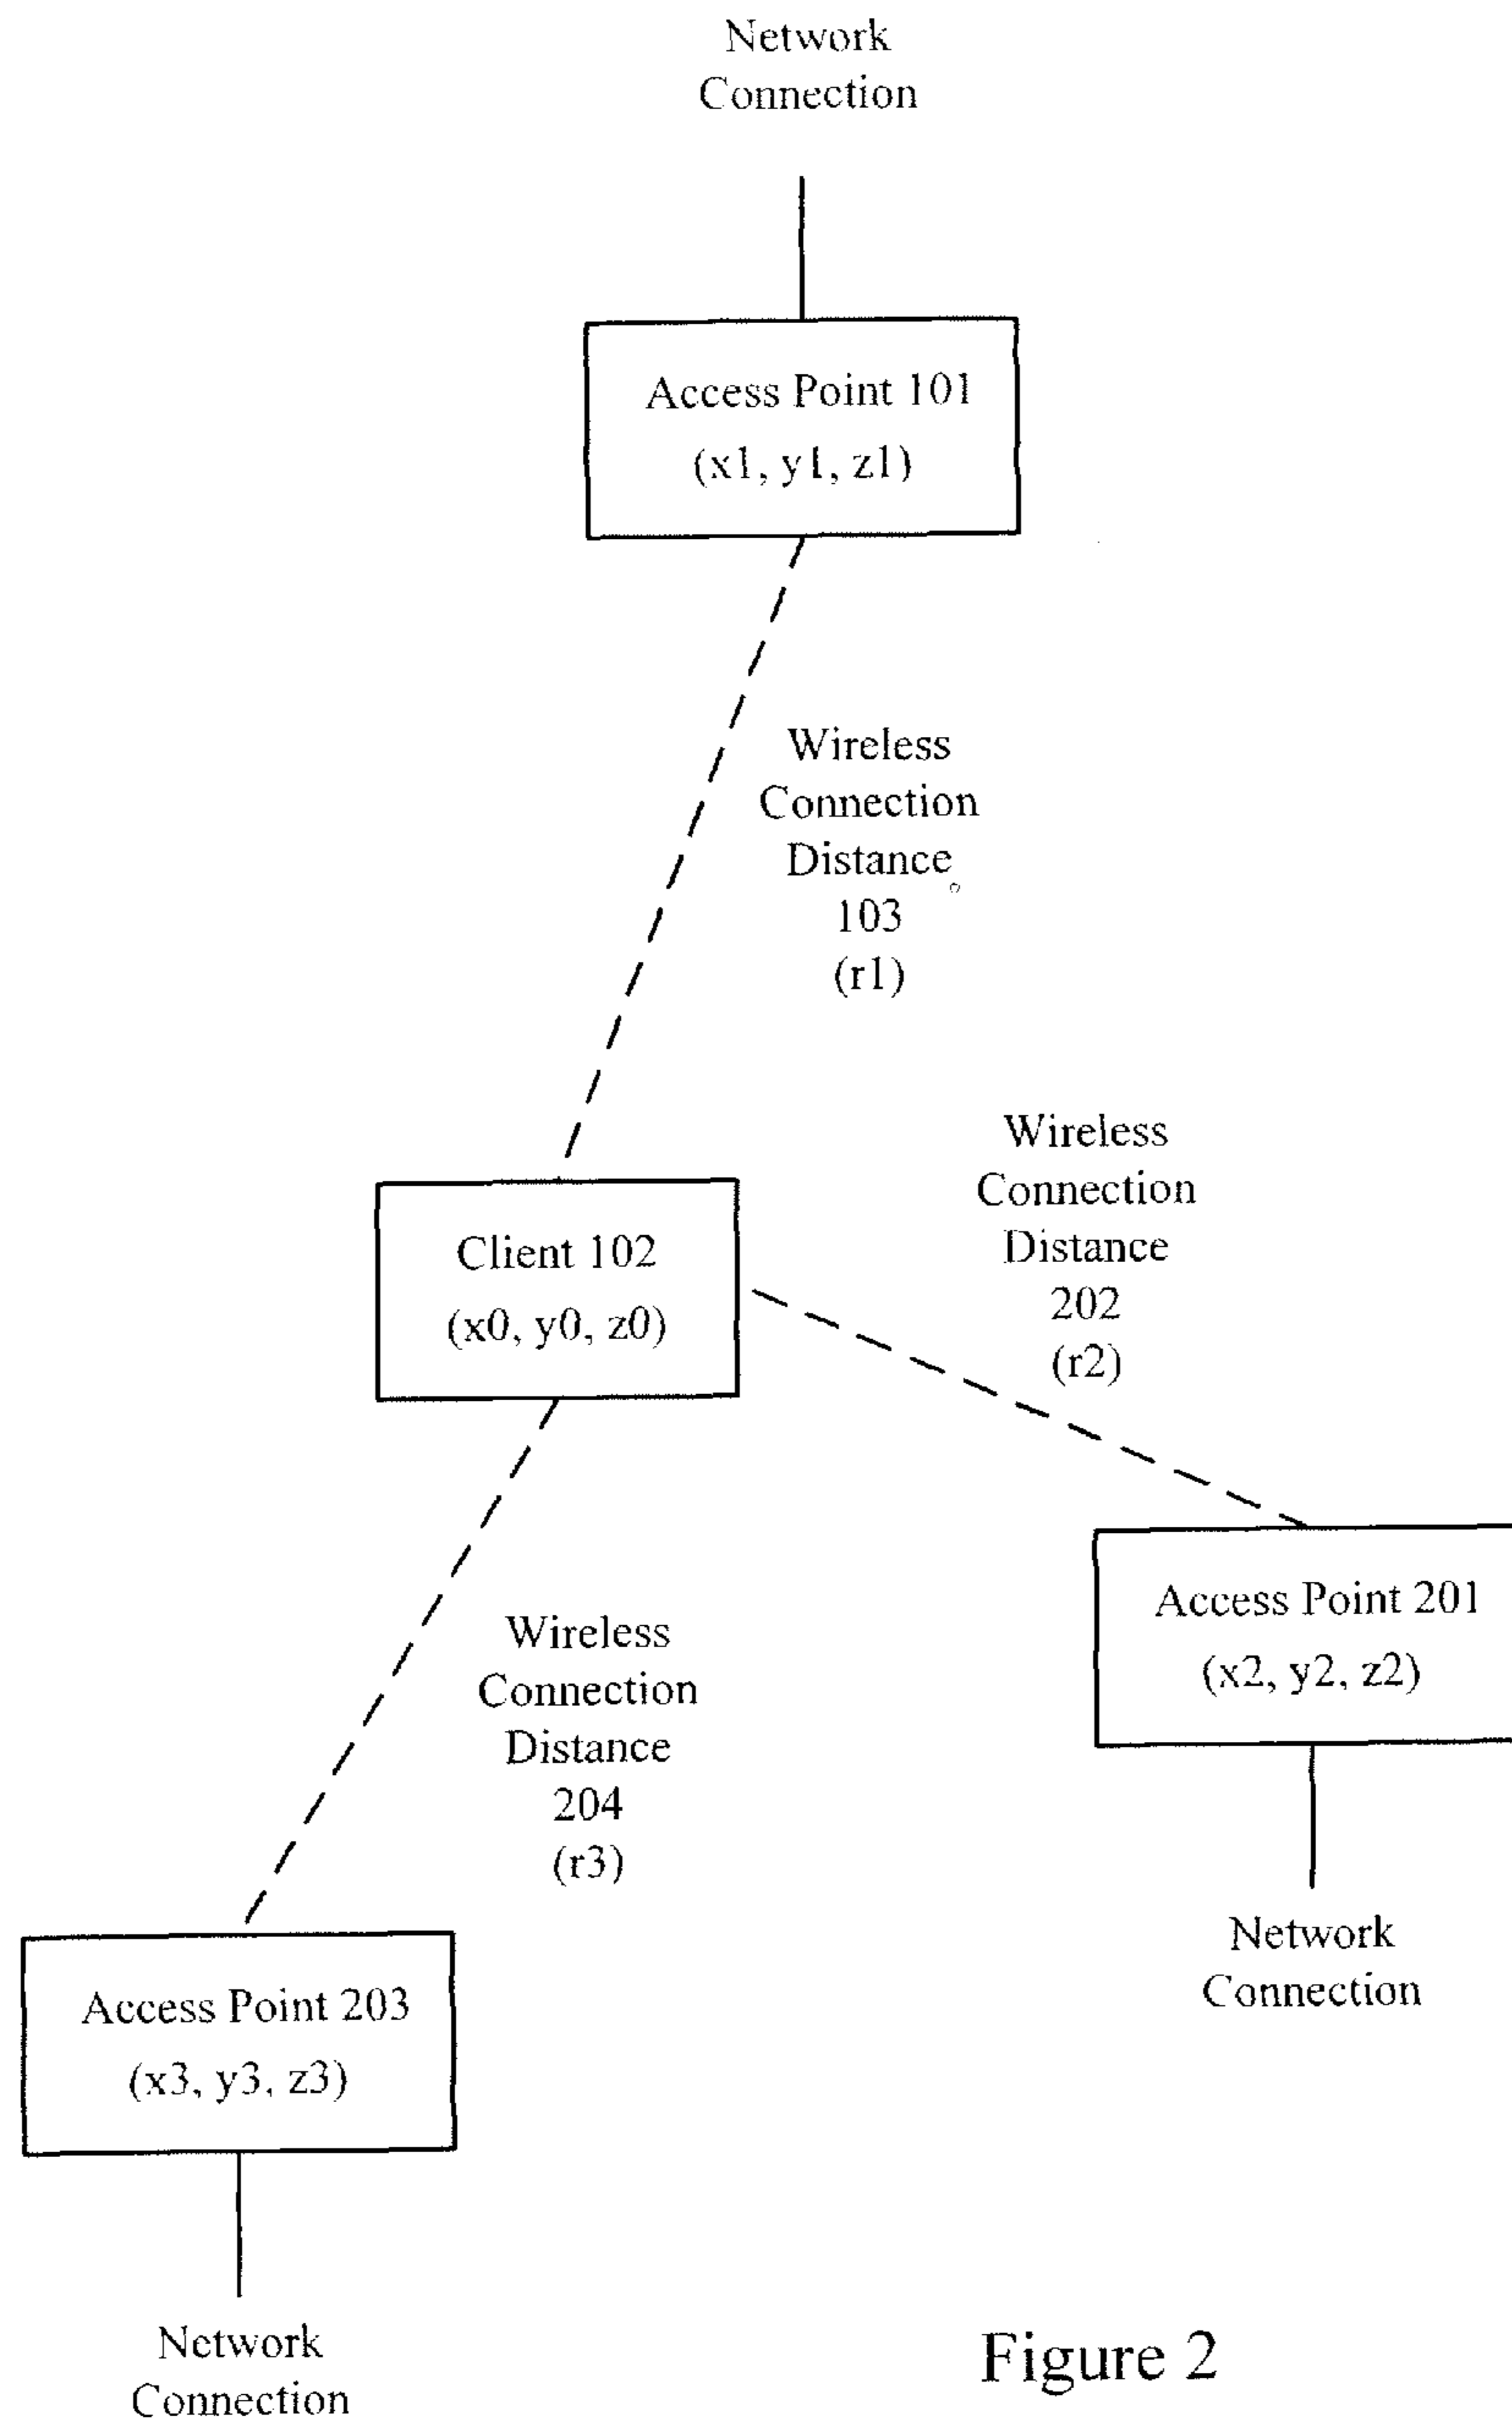 Network
Connection
Access Point 101
(x1, y1, z1)
Wireless
Connection
Distance
103
(r1)
Wireless
Connection
Distance
202
(r2)
Client 102
(x0, y0, z0)
Access Point 201
(x2, y2, z2)
Wireless
Connection
Distance
204
(r3)
Network
Connection
Access Point 203
(x3, y3, z3)
Network
Connection
Figure 2